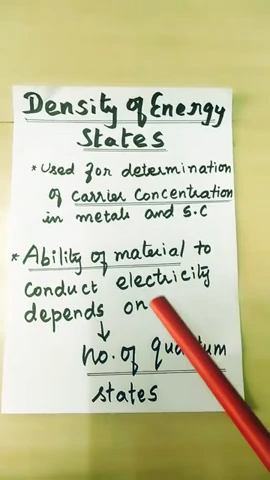 Density of Energy
States
* Used for determination
of carrier concentration
in metals and s.c
* Ability of material to
conduct electricity
depends on
↓
no. of quantum
states